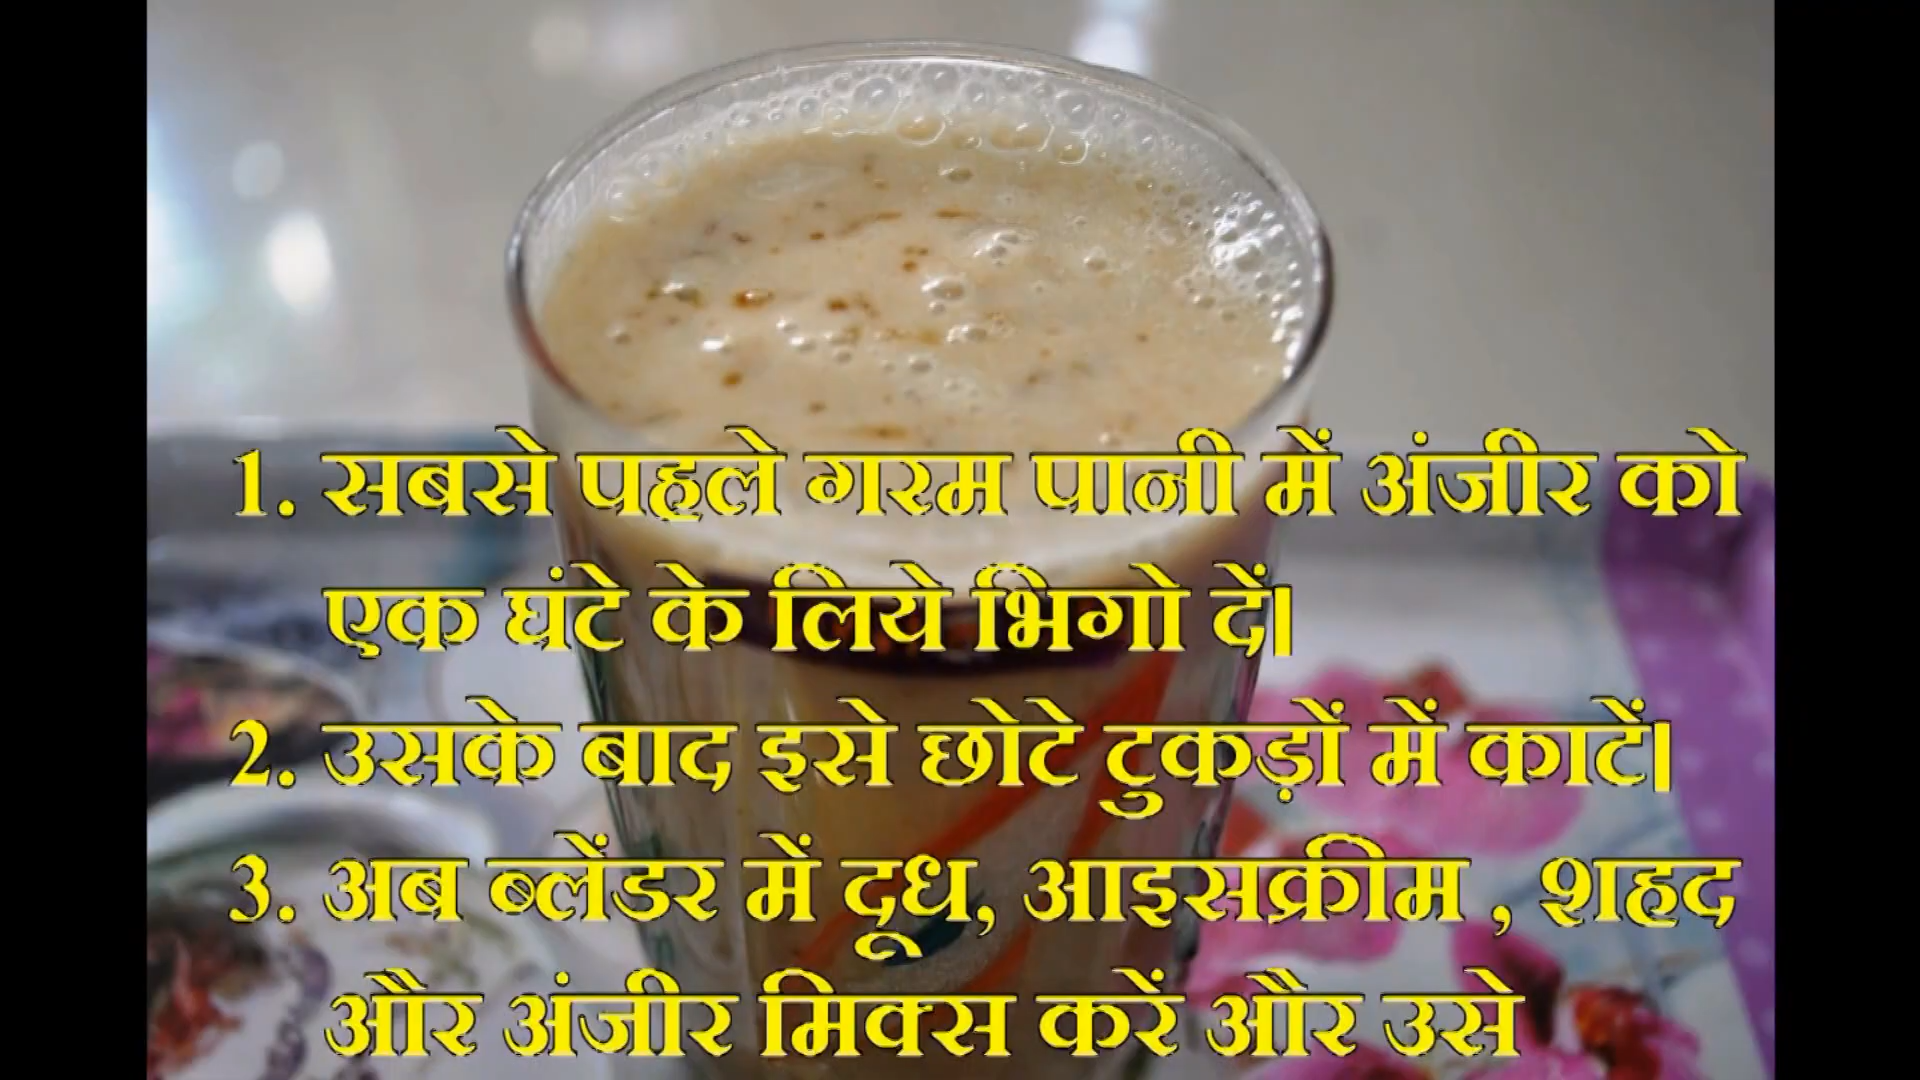 1. सबसे पहले गरम पानी में अंजीर को
एक घंटे के लिये भिगो दें।
2. उसके बाद इसे छोटे टुकड़ों में काटें।
3. अब ब्लेंडर में दूध, आइसक्रीम , शहद
और अंजीर मिक्स करें और उसे